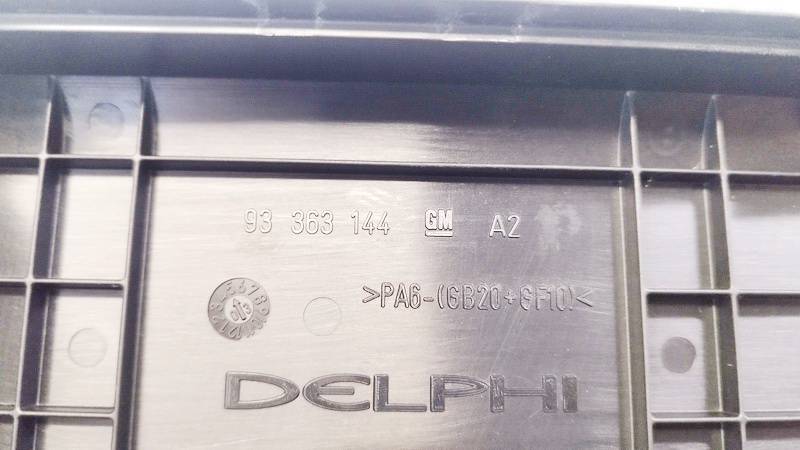 93 363 144 GM A2
>PA6-(GB20+GF10)<
DELPHI